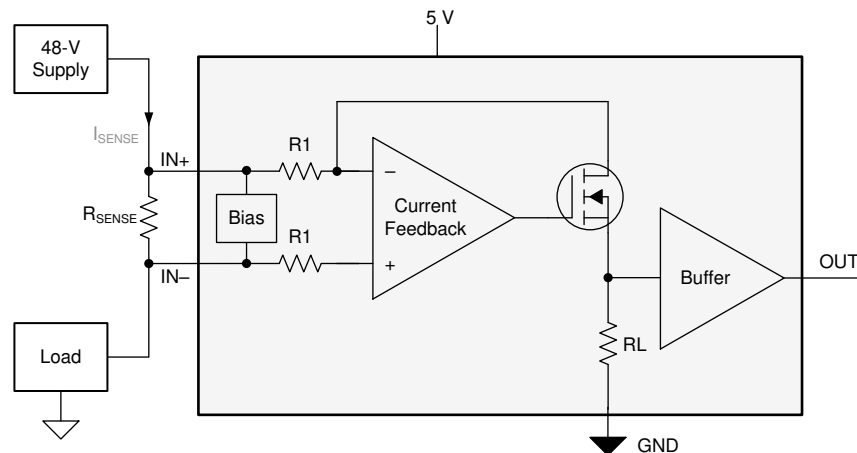 5 V
48-V
Supply
ISENSE
IN+
R1
−
RSENSE
Bias
Current
Feedback
IN–
R1
+
Buffer
OUT
Load
RL
GND